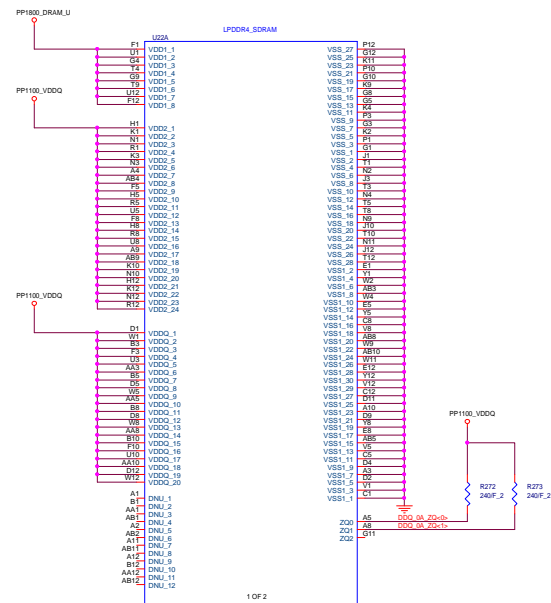 PP1800_DRAM_U
LPDDR4_SDRAM
U22A
F1 VDD1_1
U1 VDD1_2
G4 VDD1_3
T4 VDD1_4
G9 VDD1_5
T9 VDD1_6
U12 VDD1_7
F12 VDD1_8
PP1100_VDDQ
H1 VDD2_1
K1 VDD2_2
N1 VDD2_3
R1 VDD2_4
K3 VDD2_5
N3 VDD2_6
A4 VDD2_7
AB4 VDD2_8
F5 VDD2_9
H5 VDD2_10
R5 VDD2_11
U5 VDD2_12
F8 VDD2_13
H8 VDD2_14
R8 VDD2_15
U8 VDD2_16
A9 VDD2_17
AB9 VDD2_18
K10 VDD2_19
N10 VDD2_20
H12 VDD2_21
K12 VDD2_22
N12 VDD2_23
R12 VDD2_24
PP1100_VDDQ
D1 VDDQ_1
W1 VDDQ_2
B3 VDDQ_3
F3 VDDQ_4
U3 VDDQ_5
AA3 VDDQ_6
B5 VDDQ_7
D5 VDDQ_8
W5 VDDQ_9
AA5 VDDQ_10
B8 VDDQ_11
D8 VDDQ_12
W8 VDDQ_13
AA8 VDDQ_14
B10 VDDQ_15
F10 VDDQ_16
U10 VDDQ_17
AA10 VDDQ_18
D12 VDDQ_19
W12 VDDQ_20
A1 DNU_1
B1 DNU_2
AA1 DNU_3
AB1 DNU_4
A2 DNU_5
AB2 DNU_6
A11 DNU_7
AB11 DNU_8
A12 DNU_9
B12 DNU_10
AA12 DNU_11
AB12 DNU_12
VSS_27 P12
VSS_25 G12
VSS_23 K11
VSS_21 P10
VSS_19 G10
VSS_17 K9
VSS_15 G8
VSS_13 G5
VSS_11 K4
VSS_9 P3
VSS_7 G3
VSS_5 K2
VSS_3 P1
VSS_1 G1
VSS_2 J1
VSS_4 T1
VSS_6 N2
VSS_8 J3
VSS_10 T3
VSS_12 N4
VSS_14 T5
VSS_16 T8
VSS_18 N9
VSS_20 J10
VSS_22 T10
VSS_24 N11
VSS_26 J12
VSS_28 T12
VSS1_2 E1
VSS1_4 Y1
VSS1_6 W2
VSS1_8 AB3
VSS1_10 W4
VSS1_12 E5
VSS1_14 Y5
VSS1_16 C8
VSS1_18 V8
VSS1_20 AB8
VSS1_22 W9
VSS1_24 AB10
VSS1_26 W11
VSS1_28 E12
VSS1_30 Y12
VSS1_29 V12
VSS1_27 C12
VSS1_25 D11
VSS1_23 A10
VSS1_21 D9
VSS1_19 Y8
VSS1_17 E8
VSS1_15 AB5
VSS1_13 V5
VSS1_11 C5
VSS1_9 D4
VSS1_7 A3
VSS1_5 D2
VSS1_3 V1
VSS1_1 C1
PP1100_VDDQ
R272
240/F_2
R273
240/F_2
ZQ0 A5 DDQ_0A_ZQ<0>
ZQ1 A8 DDQ_0A_ZQ<1>
ZQ2 G11
1 OF 2